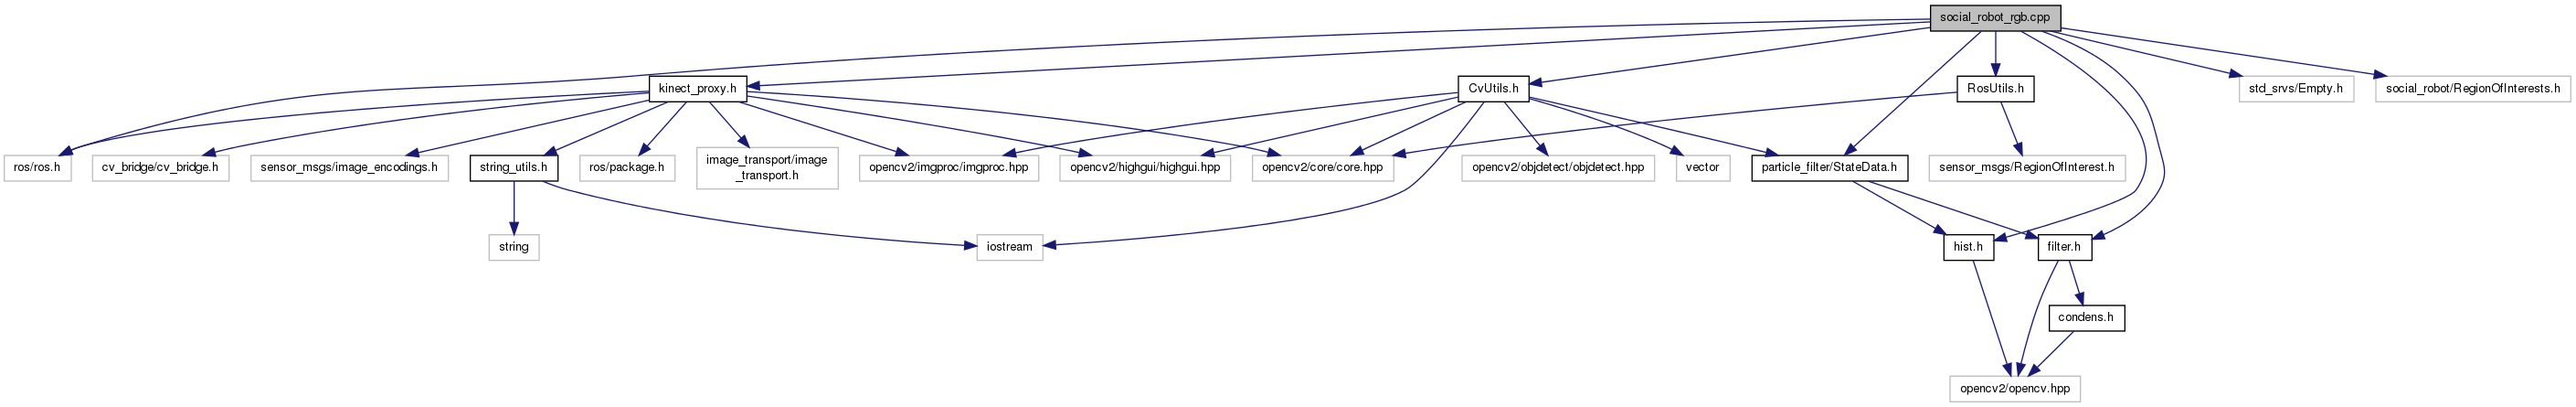 social_robot_rgb.cpp
kinect_proxy.h
CvUtils.h
RosUtils.h
std_srvs/Empty.h
social_robot/RegionOfInterests.h
ros/ros.h
cv_bridge/cv_bridge.h
sensor_msgs/image_encodings.h
string_utils.h
ros/package.h
image_transport/image
_transport.h
opencv2/imgproc/imgproc.hpp
opencv2/highgui/highgui.hpp
opencv2/core/core.hpp
opencv2/objdetect/objdetect.hpp
vector
particle_filter/StateData.h
sensor_msgs/RegionOfInterest.h
string
iostream
hist.h
filter.h
condens.h
opencv2/opencv.hpp